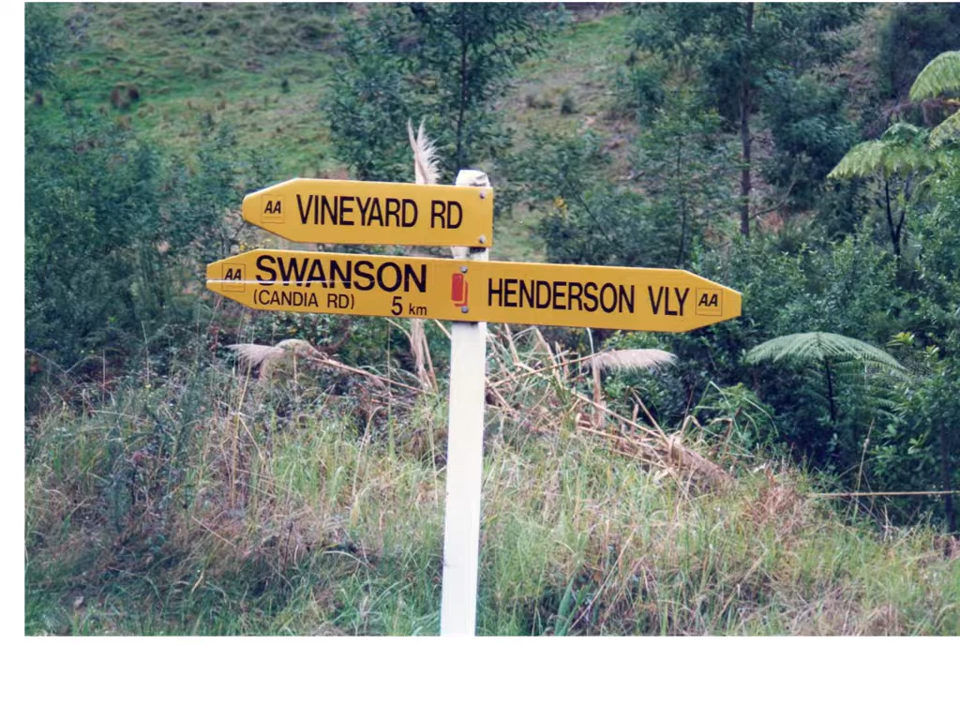 AA VINEYARD RD
AA SWANSON
(CANDIA RD) 5 km
HENDERSON VLY AA